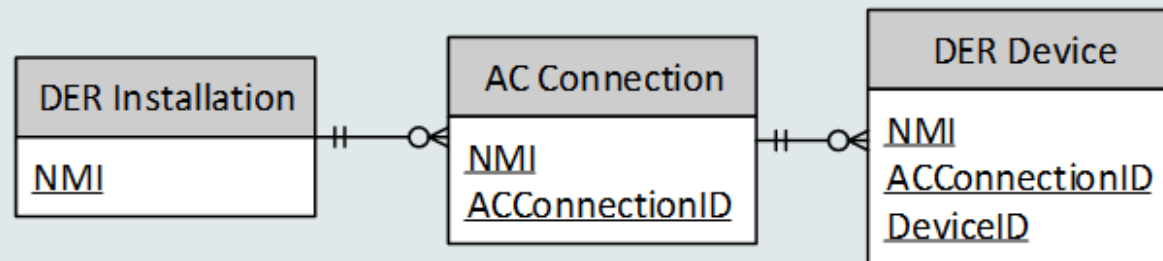 DER Installation
NMI
AC Connection
NMI
ACConnectionID
DER Device
NMI
ACConnectionID
DeviceID